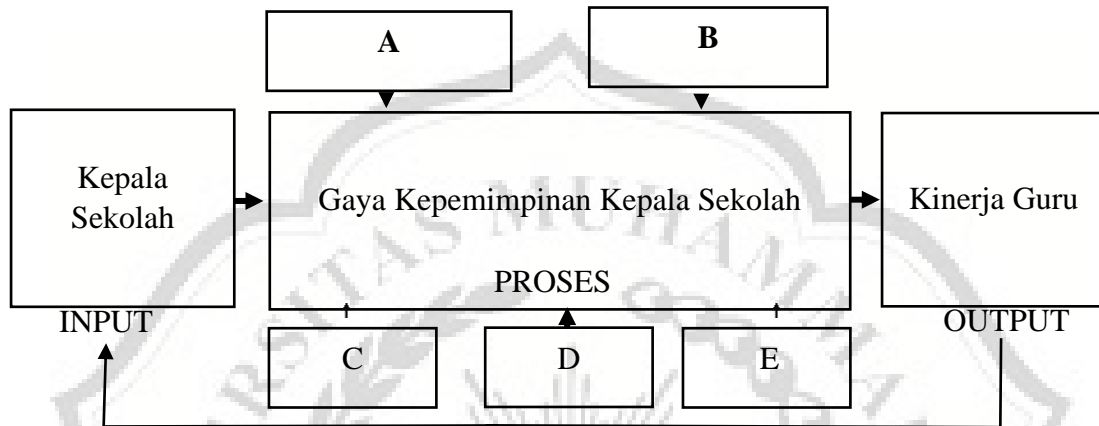 A
B
Kepala
Sekolah
Gaya Kepemimpinan Kepala Sekolah
Kinerja Guru
PROSES
INPUT
OUTPUT
C
D
E